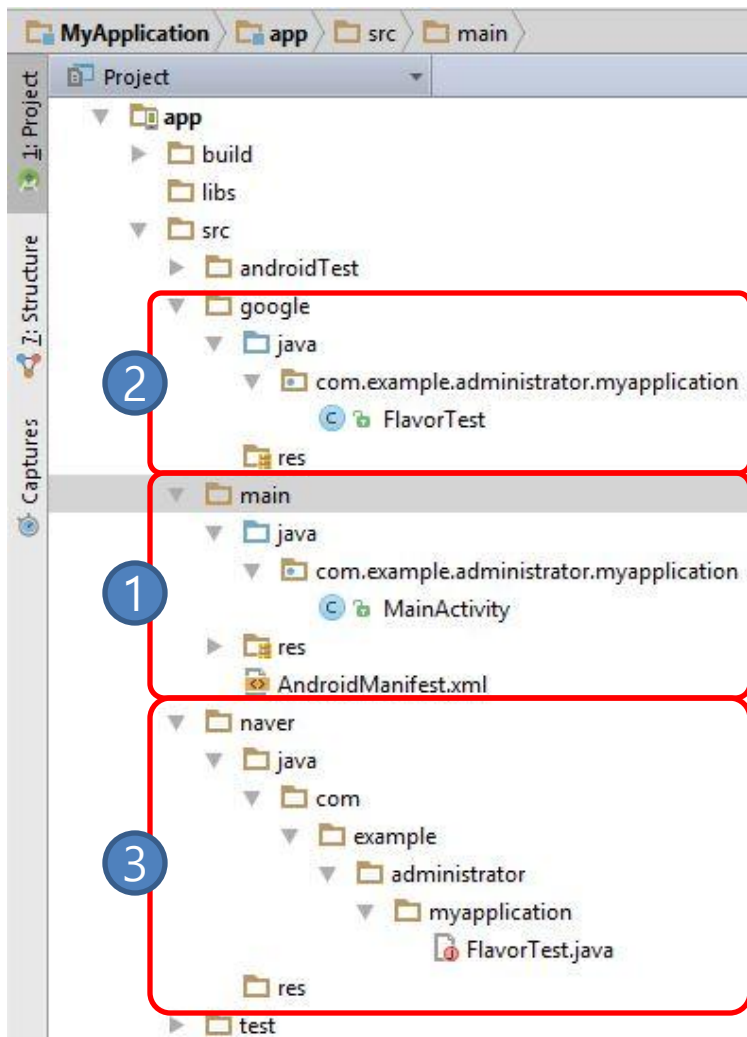 MyApplication app src main
Project
1: Project
7: Structure
Captures
app
build
libs
src
androidTest
google
java
com.example.administrator.myapplication
C FlavorTest
res
2
main
java
com.example.administrator.myapplication
C MainActivity
res
AndroidManifest.xml
1
naver
java
com
example
administrator
myapplication
J FlavorTest.java
res
3
test